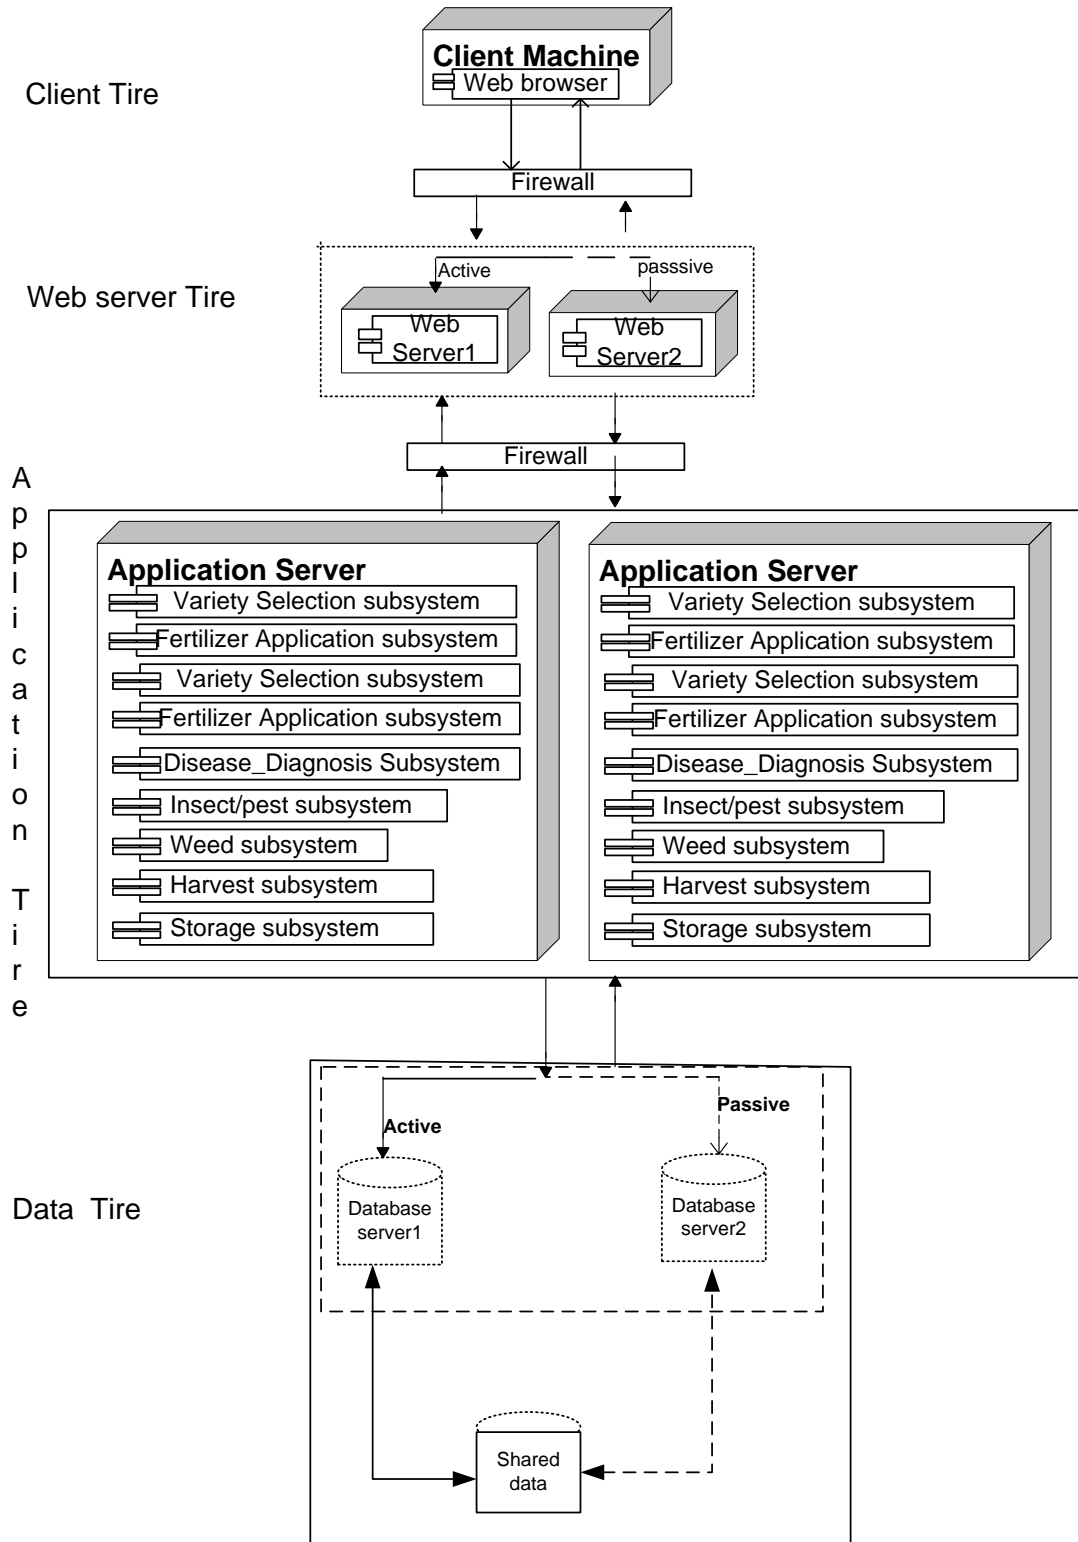 Client Machine
Web browser
Client Tire
Firewall
Active
passsive
Web server Tire
Web
Server1
Web
Server2
Firewall
Application Tire
Application Server
Variety Selection subsystem
Fertilizer Application subsystem
Variety Selection subsystem
Fertilizer Application subsystem
Disease_Diagnosis Subsystem
Insect/pest subsystem
Weed subsystem
Harvest subsystem
Storage subsystem
Application Server
Variety Selection subsystem
Fertilizer Application subsystem
Variety Selection subsystem
Fertilizer Application subsystem
Disease_Diagnosis Subsystem
Insect/pest subsystem
Weed subsystem
Harvest subsystem
Storage subsystem
Active
Passive
Data Tire
Database
server1
Database
server2
Shared
data